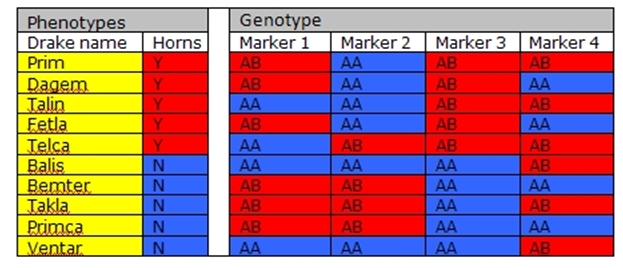 Phenotypes Genotype
Drake name Horns Marker 1 Marker 2 Marker 3 Marker 4
Prim Y AB AA AB AB
Dagem Y AB AA AB AA
Talin Y AA AA AB AB
Fetla Y AB AA AB AA
Telca Y AA AB AB AB
Balis N AA AA AA AB
Bemter N AB AB AA AA
Takla N AB AB AA AB
Primca N AB AB AA AA
Ventar N AA AA AA AB